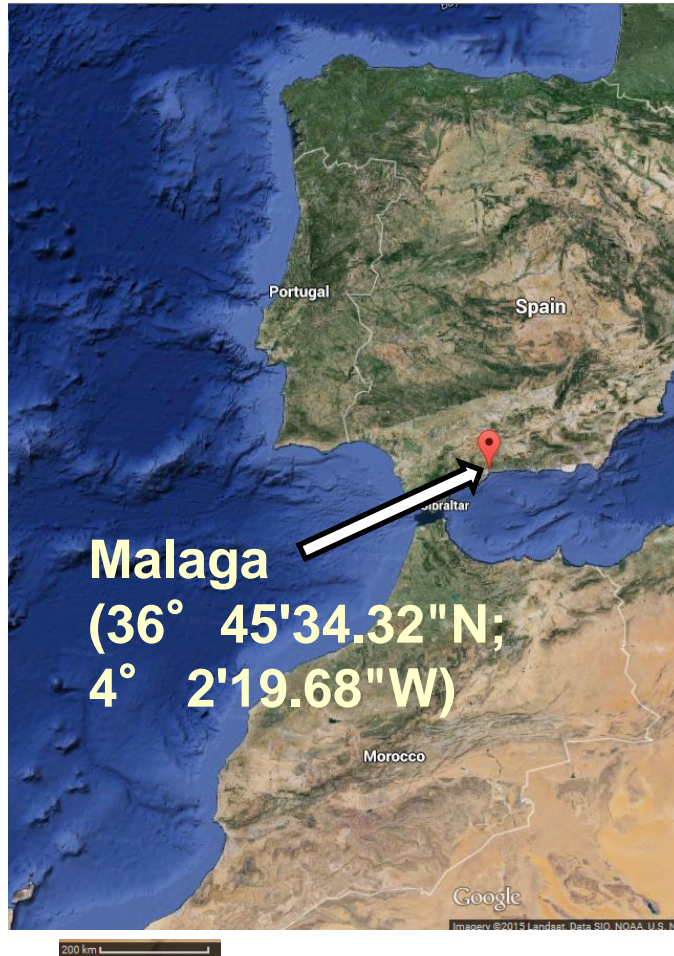 Portugal
Spain
Gibraltar
Malaga
(36° 45'34.32"N;
4° 2'19.68"W)
Morocco
Google
Imagery ©2015 Landsat, Data SIO, NOAA, U.S. N
200 km